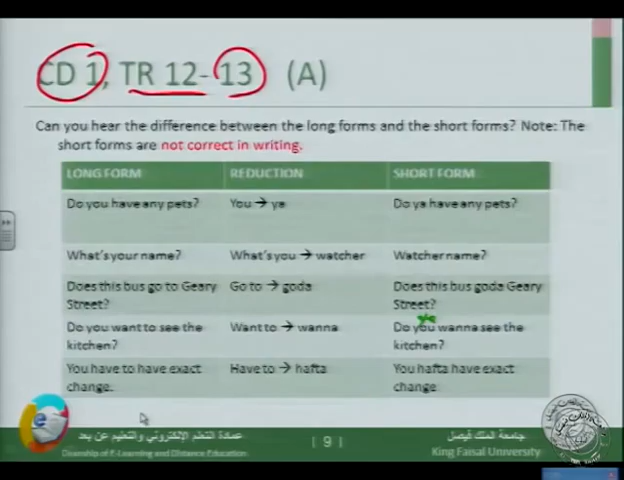 CD 1, TR 12-13 (A)
Can you hear the difference between the long forms and the short forms? Note: The
short forms are not correct in writing.
LONG FORM REDUCTION SHORT FORM
Do you have any pets? You → ya Do ya have any pets?
What's your name? What's you → watcher Watcher name?
Does this bus go to Geary Go to → goda Does this bus goda Geary
Street? Street?
Do you want to see the Want to → wanna Do you wanna see the
kitchen? kitchen?
You have to have exact Have to → hafta You hafta have exact
change. change
عمادة التعلم الإلكتروني والتعليم عن بعد
Deanship of E-Learning and Distance Education
[ 9 ]
جامعة الملك فيصل
King Faisal University